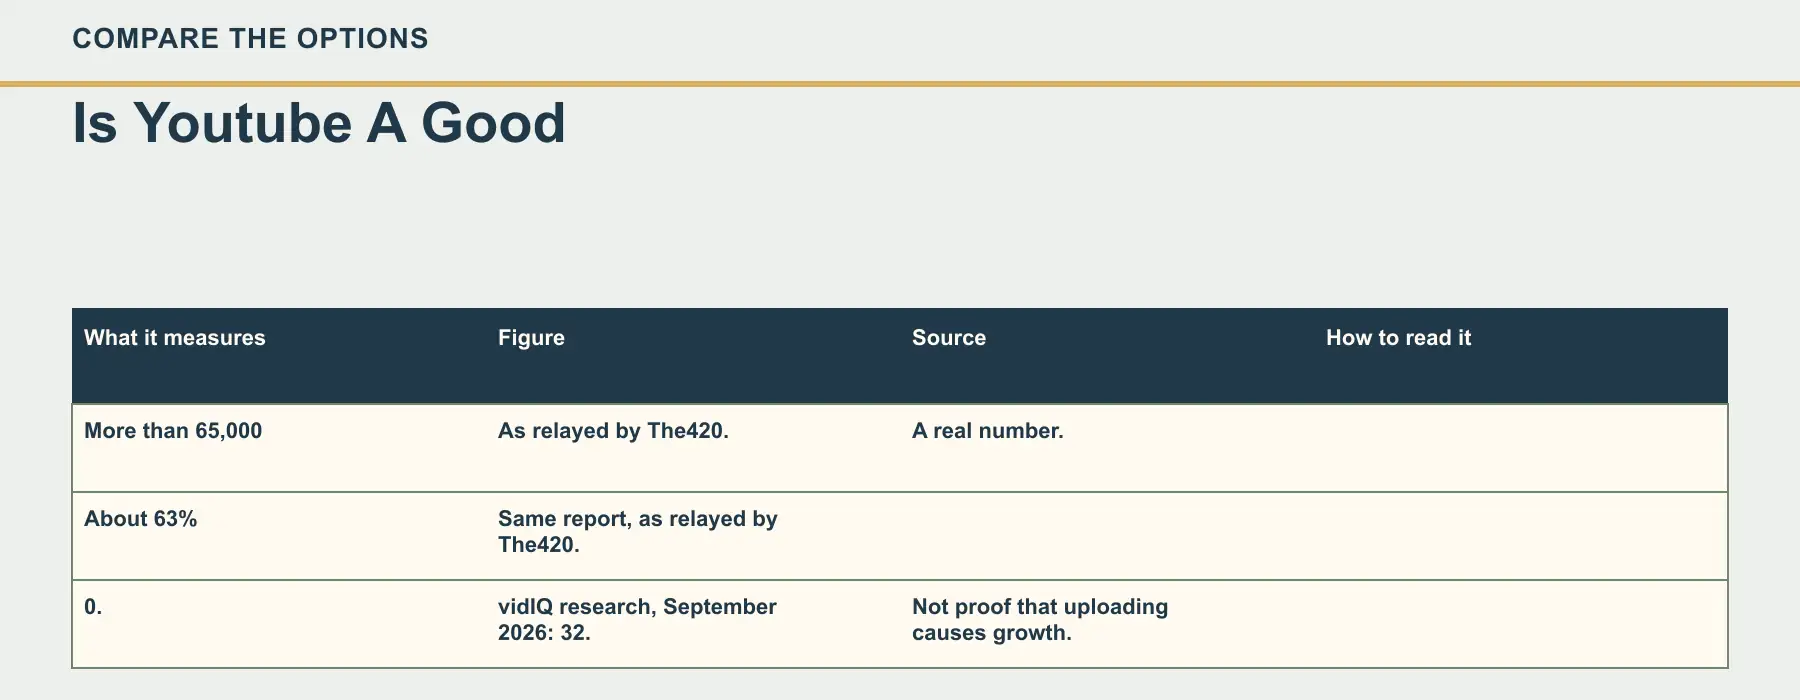 COMPARE THE OPTIONS
Is Youtube A Good
What it measures Figure Source How to read it
More than 65,000 As relayed by The420. A real number.
About 63% Same report, as relayed by
The420.
0. vidIQ research, September Not proof that uploading
2026: 32. causes growth.